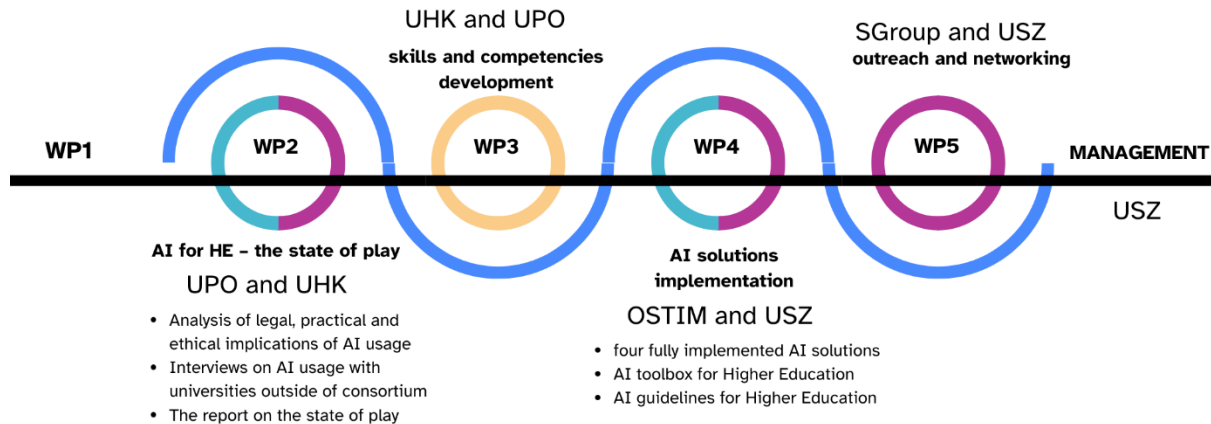 WP1
WP2
AI for HE – the state of play
UPO and UHK
• Analysis of legal, practical and
ethical implications of AI usage
• Interviews on AI usage with
universities outside of consortium
• The report on the state of play
UHK and UPO
skills and competencies
development
WP3
WP4
AI solutions
implementation
OSTIM and USZ
• four fully implemented AI solutions
• AI toolbox for Higher Education
• AI guidelines for Higher Education
SGroup and USZ
outreach and networking
WP5
MANAGEMENT
USZ